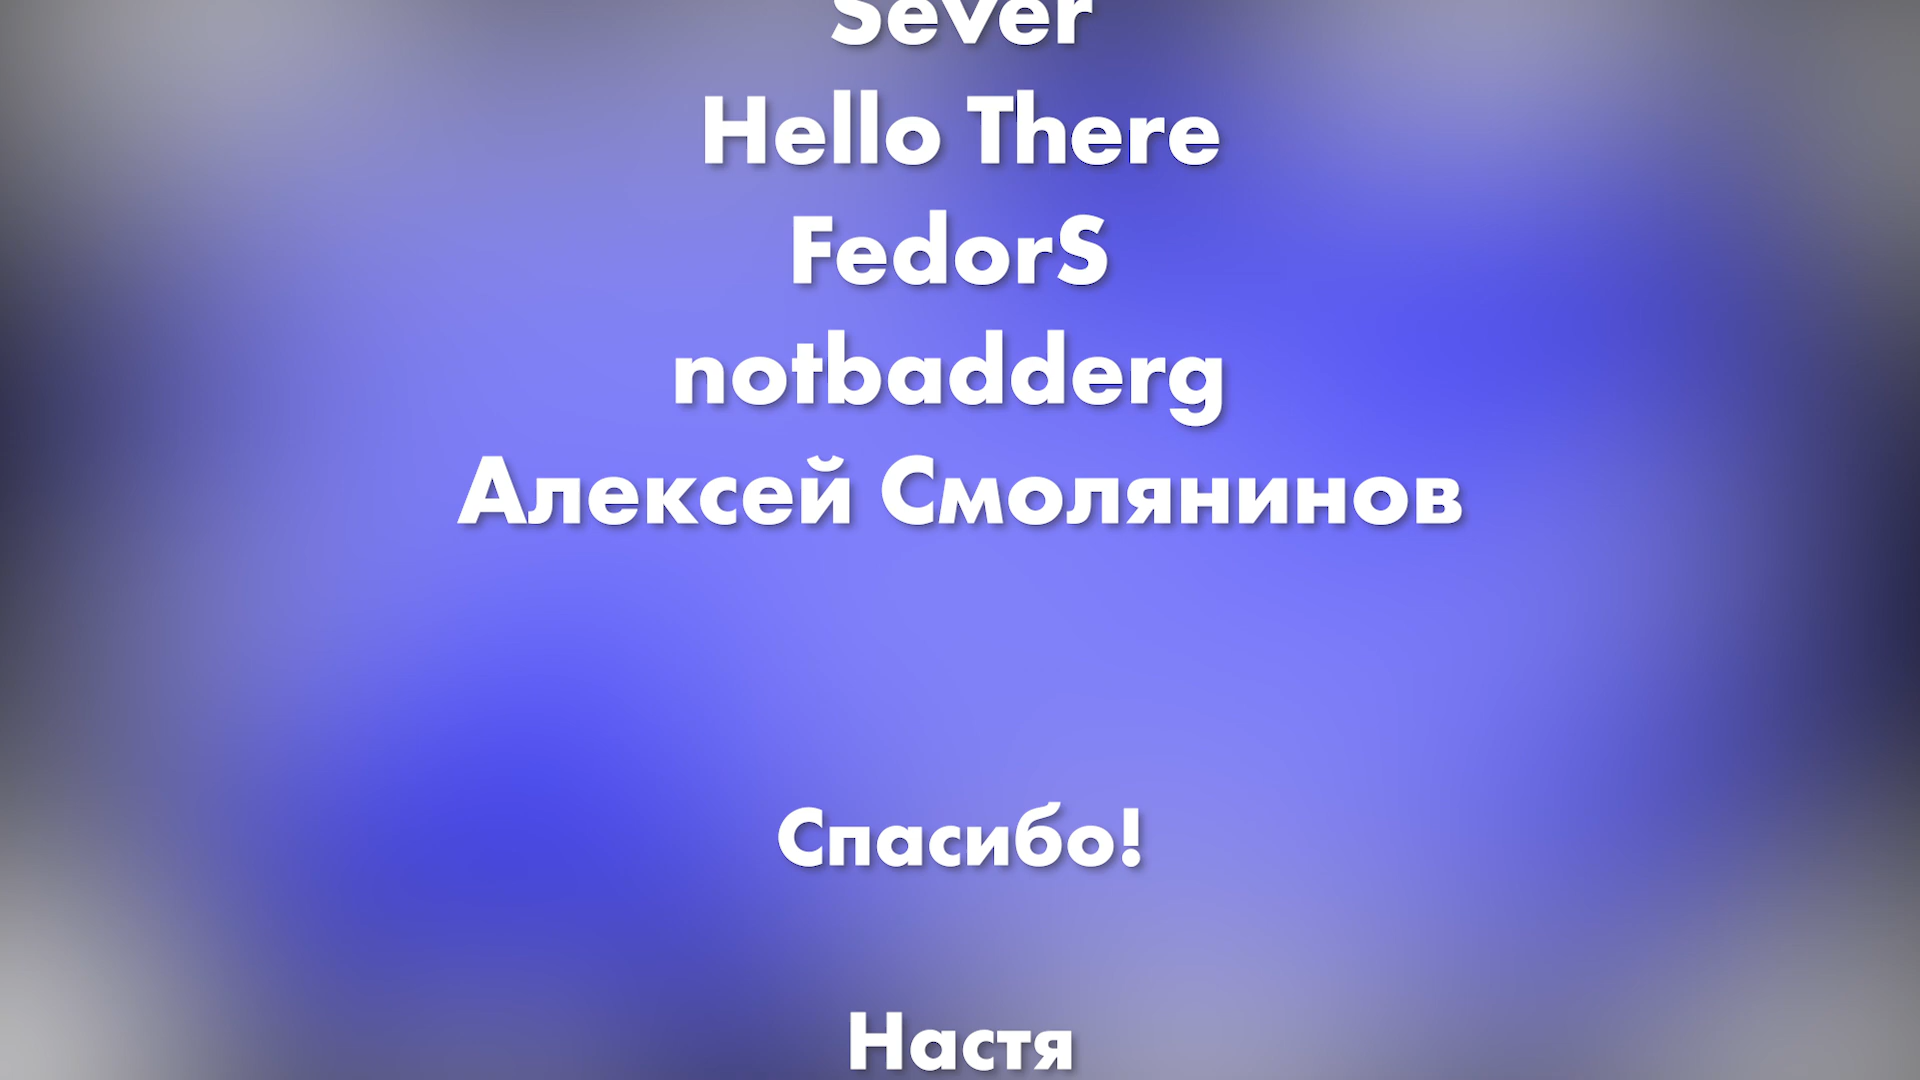 Sever
Hello There
FedorS
notbadderg
Алексей Смолянинов
Спасибо!
Настя